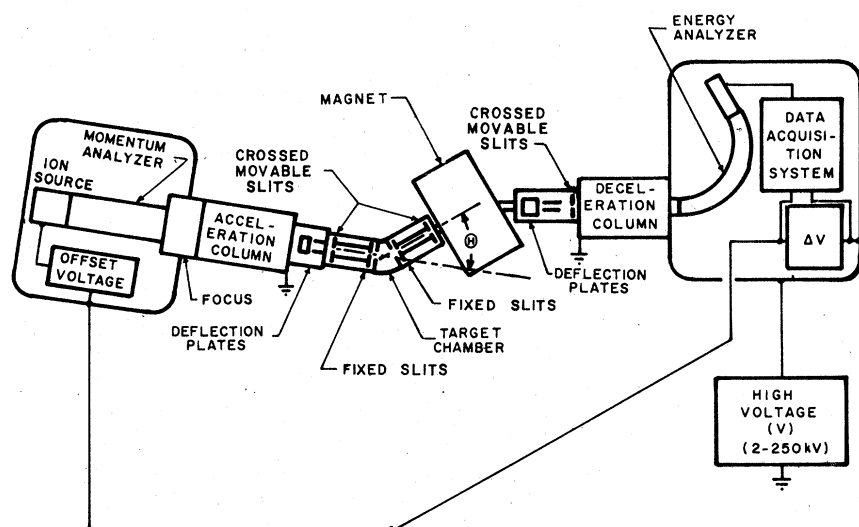 ENERGY
ANALYZER
MAGNET
CROSSED
MOVABLE
SLITS
DATA
ACQUISI-
TION
SYSTEM
MOMENTUM
ANALYZER
ION
SOURCE
CROSSED
MOVABLE
SLITS
DECEL-
ERATION
COLUMN
ACCEL-
ERATION
COLUMN
Θ
ΔV
OFFSET
VOLTAGE
FOCUS
DEFLECTION
PLATES
DEFLECTION
PLATES
FIXED SLITS
TARGET
CHAMBER
FIXED SLITS
HIGH
VOLTAGE
(V)
(2-250kV)